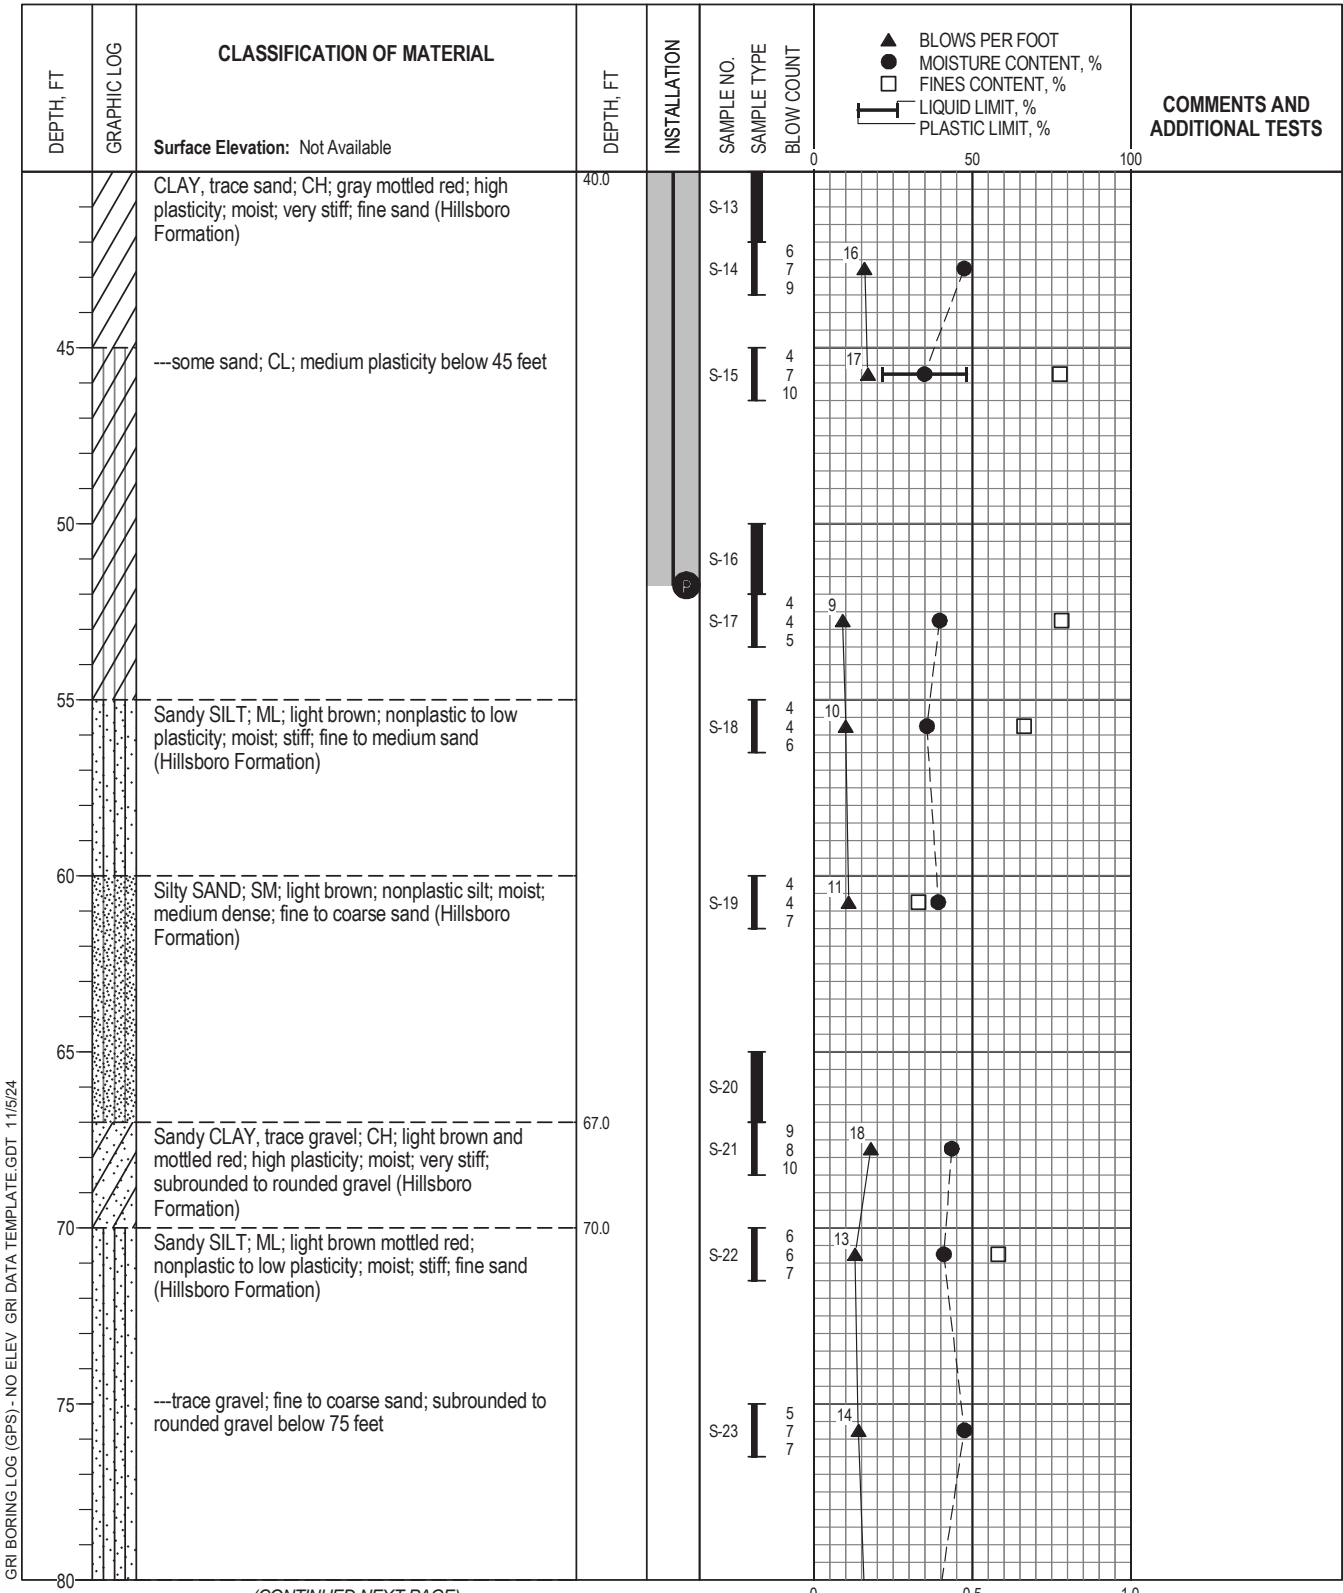 DEPTH, FT
GRAPHIC LOG
CLASSIFICATION OF MATERIAL
Surface Elevation: Not Available
DEPTH, FT
INSTALLATION
SAMPLE NO.
SAMPLE TYPE
BLOW COUNT
BLOWS PER FOOT
MOISTURE CONTENT, %
FINES CONTENT, %
LIQUID LIMIT, %
PLASTIC LIMIT, %
0 50 100
COMMENTS AND
ADDITIONAL TESTS
CLAY, trace sand; CH; gray mottled red; high
plasticity; moist; very stiff; fine sand (Hillsboro
Formation)
40.0
S-13
S-14
6
7
9
16
45
---some sand; CL; medium plasticity below 45 feet
S-15
4
7
10
17
50
S-16
P
S-17
4
4
5
9
55
Sandy SILT; ML; light brown; nonplastic to low
plasticity; moist; stiff; fine to medium sand
(Hillsboro Formation)
S-18
4
4
6
10
60
Silty SAND; SM; light brown; nonplastic silt; moist;
medium dense; fine to coarse sand (Hillsboro
Formation)
S-19
4
4
7
11
65
S-20
67.0
Sandy CLAY, trace gravel; CH; light brown and
mottled red; high plasticity; moist; very stiff;
subrounded to rounded gravel (Hillsboro
Formation)
S-21
9
8
10
18
70
70.0
Sandy SILT; ML; light brown mottled red;
nonplastic to low plasticity; moist; stiff; fine sand
(Hillsboro Formation)
S-22
6
6
7
13
75
---trace gravel; fine to coarse sand; subrounded to
rounded gravel below 75 feet
S-23
5
7
7
14
80
(CONTINUED NEXT PAGE)
0 0.5 1.0
GRI BORING LOG (GPS) - NO ELEV GRI DATA TEMPLATE.GDT 11/5/24